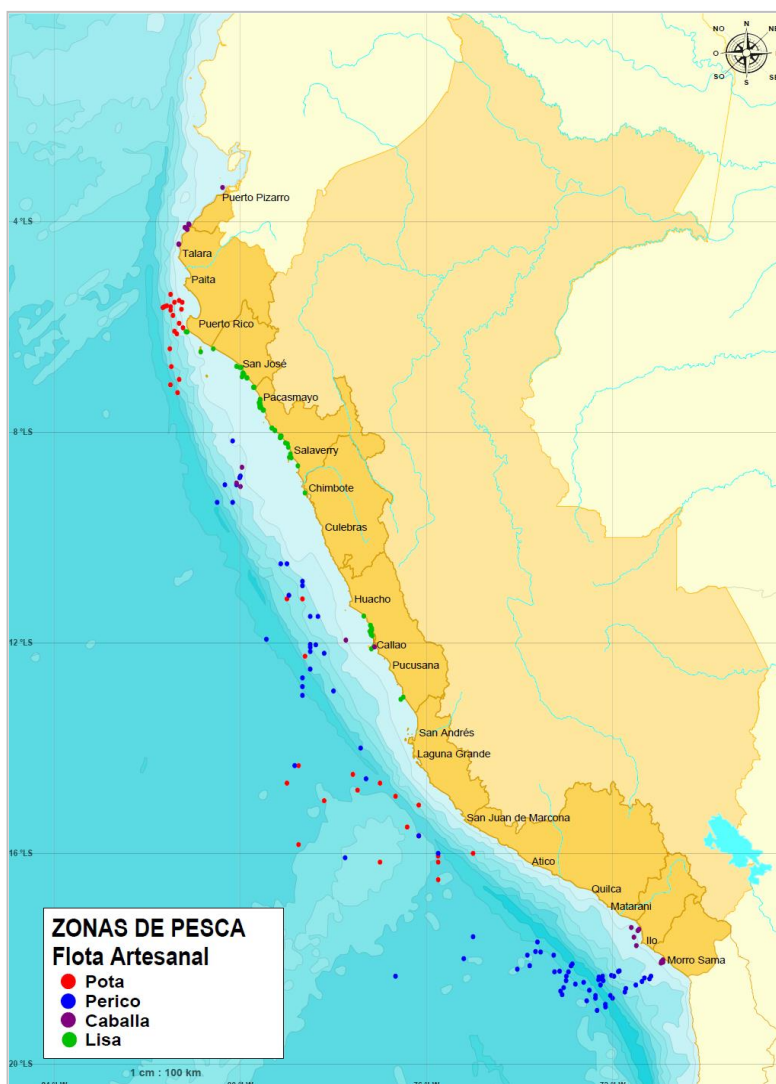 N
NO
O
SO
S
Puerto Pizarro
4 °LS
Talara
Paita
Puerto Rico
San José
Pacasmayo
8 °LS
Salaverry
Chimbote
Culebras
Huacho
12 °LS
Callao
Pucusana
San Andrés
Laguna Grande
San Juan de Marcona
16 °LS
Atico
Quilca
Matarani
Ilo
Morro Sama
ZONAS DE PESCA
Flota Artesanal
Pota
Perico
Caballa
Lisa
20 °LS
1 cm : 100 km